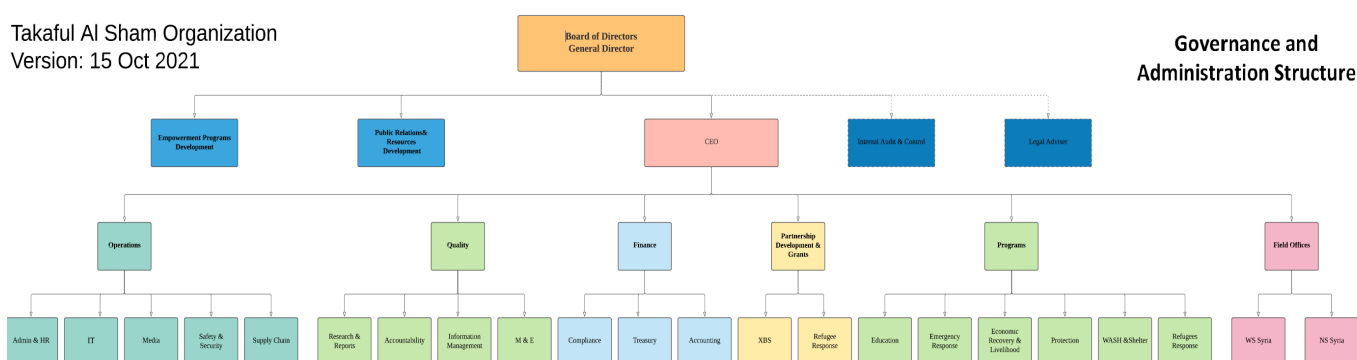 Takaful Al Sham Organization
Version: 15 Oct 2021
Governance and
Administration Structure
Board of Directors
General Director
Empowerment Programs
Development
Public Relations&
Resources
Development
CEO
Internal Audit & Control
Legal Adviser
Operations
Quality
Finance
Partnership
Development &
Grants
Programs
Field Offices
Admin & HR
IT
Media
Safety &
Security
Supply Chain
Research &
Reports
Accountability
Information
Management
M & E
Compliance
Treasury
Accounting
XBS
Refugee
Response
Education
Emergency
Response
Economic
Recovery &
Livelihood
Protection
WASH &Shelter
Refugees
Response
WS Syria
NS Syria